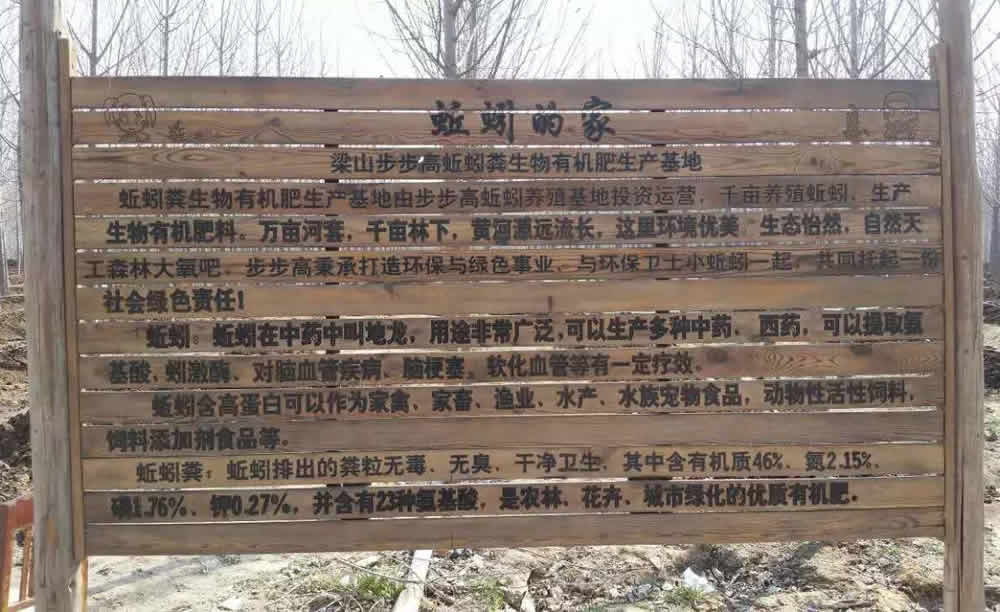 蚯蚓的家
梁山步步高蚯蚓粪生物有机肥生产基地
蚯蚓粪生物有机肥生产基地由步步高蚯蚓养殖基地投资运营，千亩养殖蚯蚓、生产
生物有机肥料。万亩河套，千亩林下，黄河源远流长，这里环境优美，生态怡然，自然天
工森林大氧吧，步步高秉承打造环保与绿色事业，与环保卫士小蚯蚓一起，共同托起一份
社会绿色责任！
蚯蚓：蚯蚓在中药中叫地龙，用途非常广泛，可以生产多种中药、西药，可以提取氨
基酸，蚓激酶、对脑血管疾病、脑梗塞、软化血管等有一定疗效。
蚯蚓含高蛋白可以作为家禽、家畜、渔业、水产、水族宠物食品，动物性活性饲料，
饲料添加剂食品等。
蚯蚓粪：蚯蚓排出的粪粒无毒、无臭、干净卫生，其中含有机质46%、氮2.15%、
磷1.76%、钾0.27%，并含有23种氨基酸，是农林、花卉、城市绿化的优质有机肥。